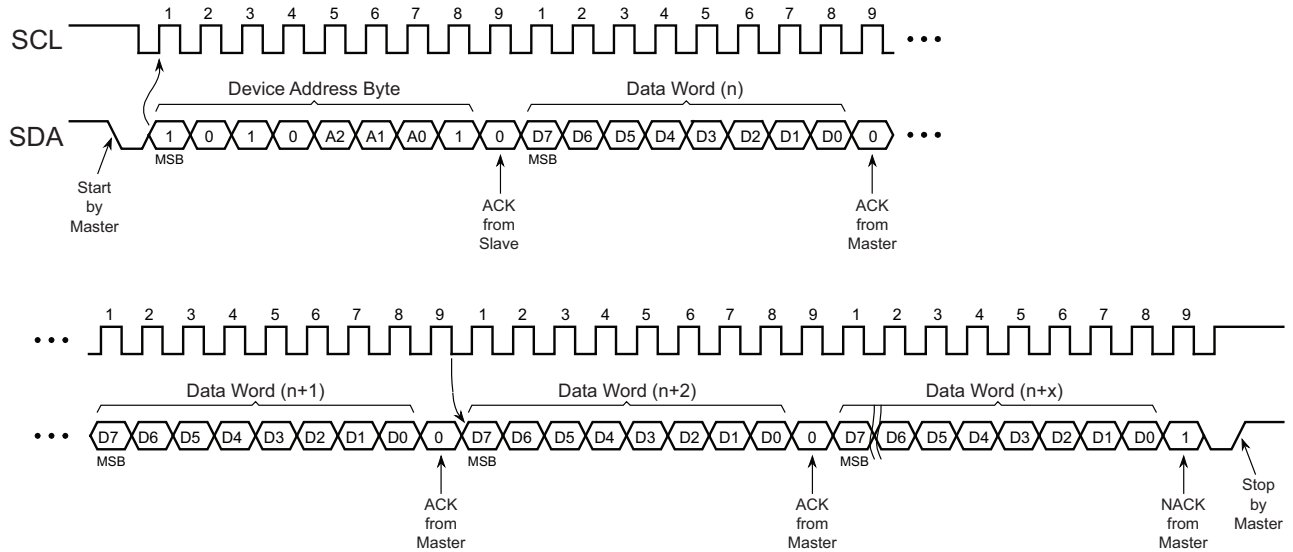 1 2 3 4 5 6 7 8 9 1 2 3 4 5 6 7 8 9
SCL
Device Address Byte Data Word (n)
SDA 1 0 1 0 A2 A1 A0 1 0 D7 D6 D5 D4 D3 D2 D1 D0 0
MSB MSB
Start
by
Master
ACK
from
Slave
ACK
from
Master
1 2 3 4 5 6 7 8 9 1 2 3 4 5 6 7 8 9 1 2 3 4 5 6 7 8 9
Data Word (n+1) Data Word (n+2) Data Word (n+x)
D7 D6 D5 D4 D3 D2 D1 D0 0 D7 D6 D5 D4 D3 D2 D1 D0 0 D7 D6 D5 D4 D3 D2 D1 D0 1
MSB MSB MSB
ACK
from
Master
ACK
from
Master
NACK
from
Master
Stop
by
Master